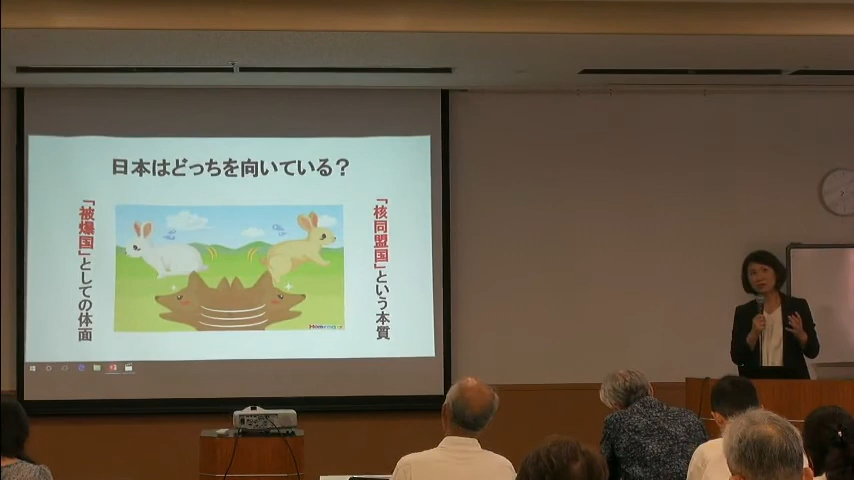 日本はどっちを向いている？
「核同盟国」という本質
「被爆国」としての体面